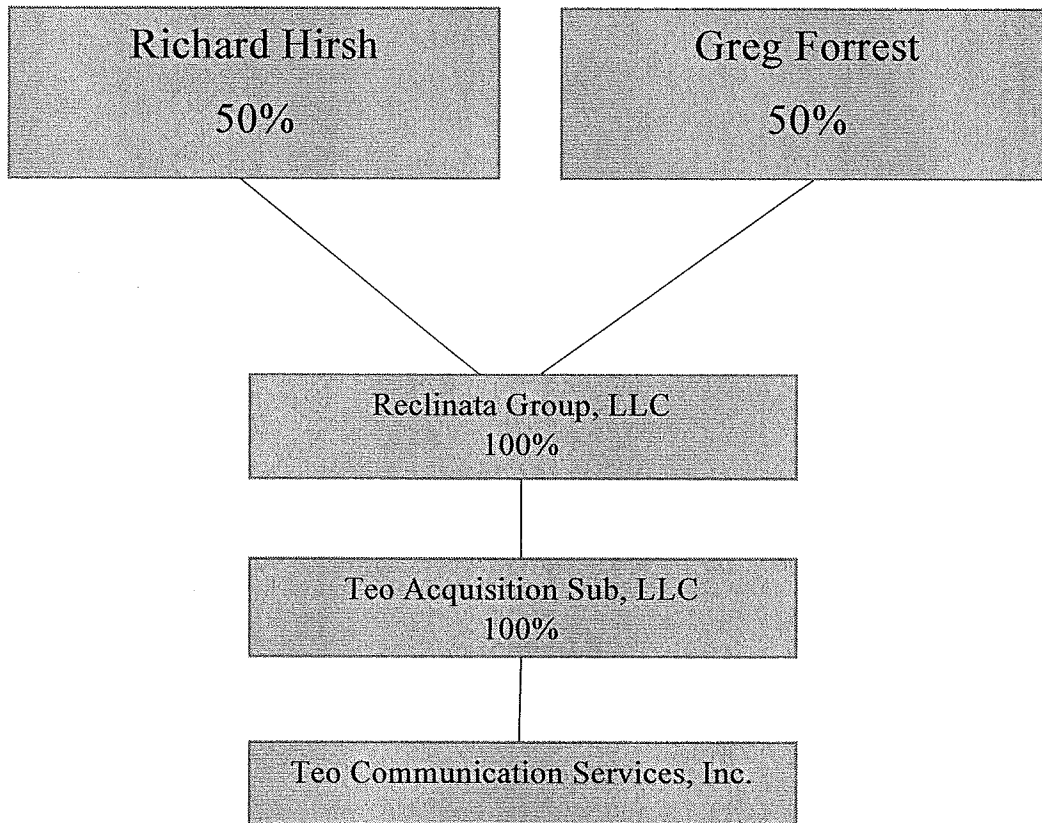 Richard Hirsh
50%
Greg Forrest
50%
Reclinata Group, LLC
100%
Teo Acquisition Sub, LLC
100%
Teo Communication Services, Inc.